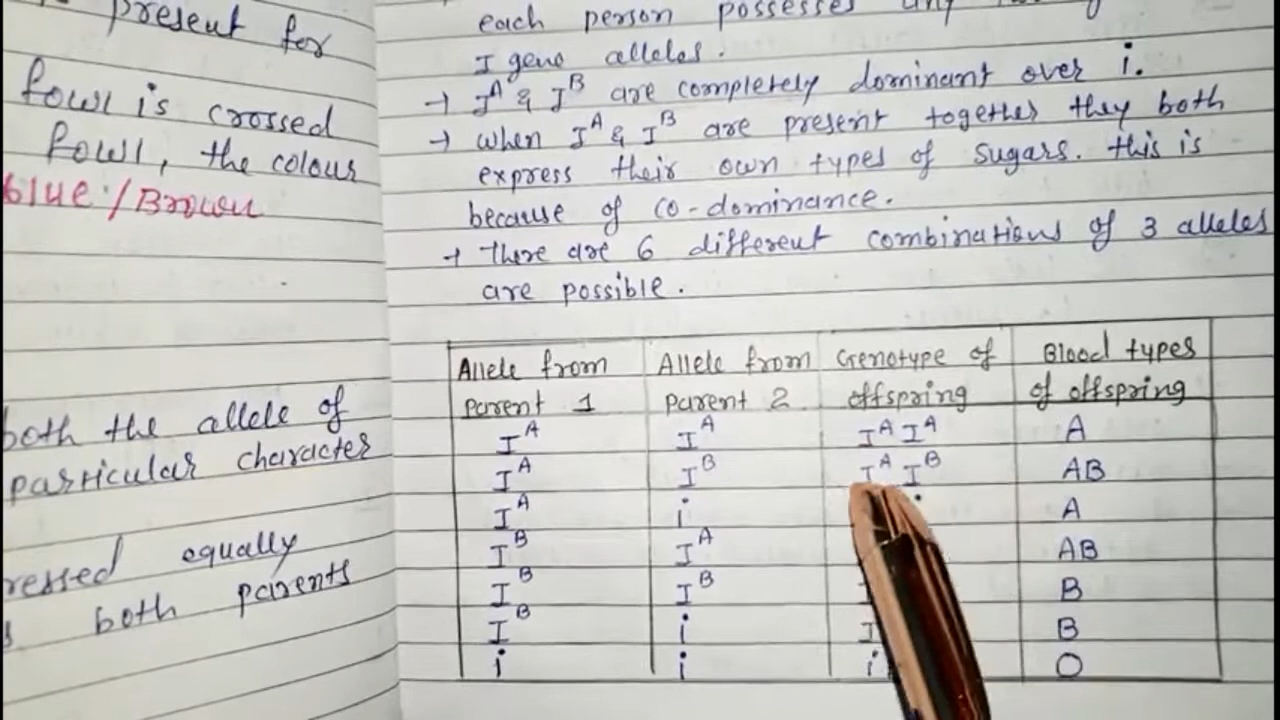 present for
fowl is crossed
fowl, the colour
blue/Brown
both the allele of
particular character
equally
both parents
each person possesses any
I gene alleles.
→ I^A & I^B are completely dominant over i.
→ when I^A & I^B are present together they both
express their own types of sugars. this is
because of co-dominance.
→ There are 6 different combinations of 3 alleles
are possible.
Allele from parent 1 Allele from parent 2. Genotype of offspring Blood types of offspring
I^A I^A I^A I^A A
I^A I^B I^A I^B AB
I^A i A
I^B I^A AB
I^B I^B B
I^B i I B
i i i O